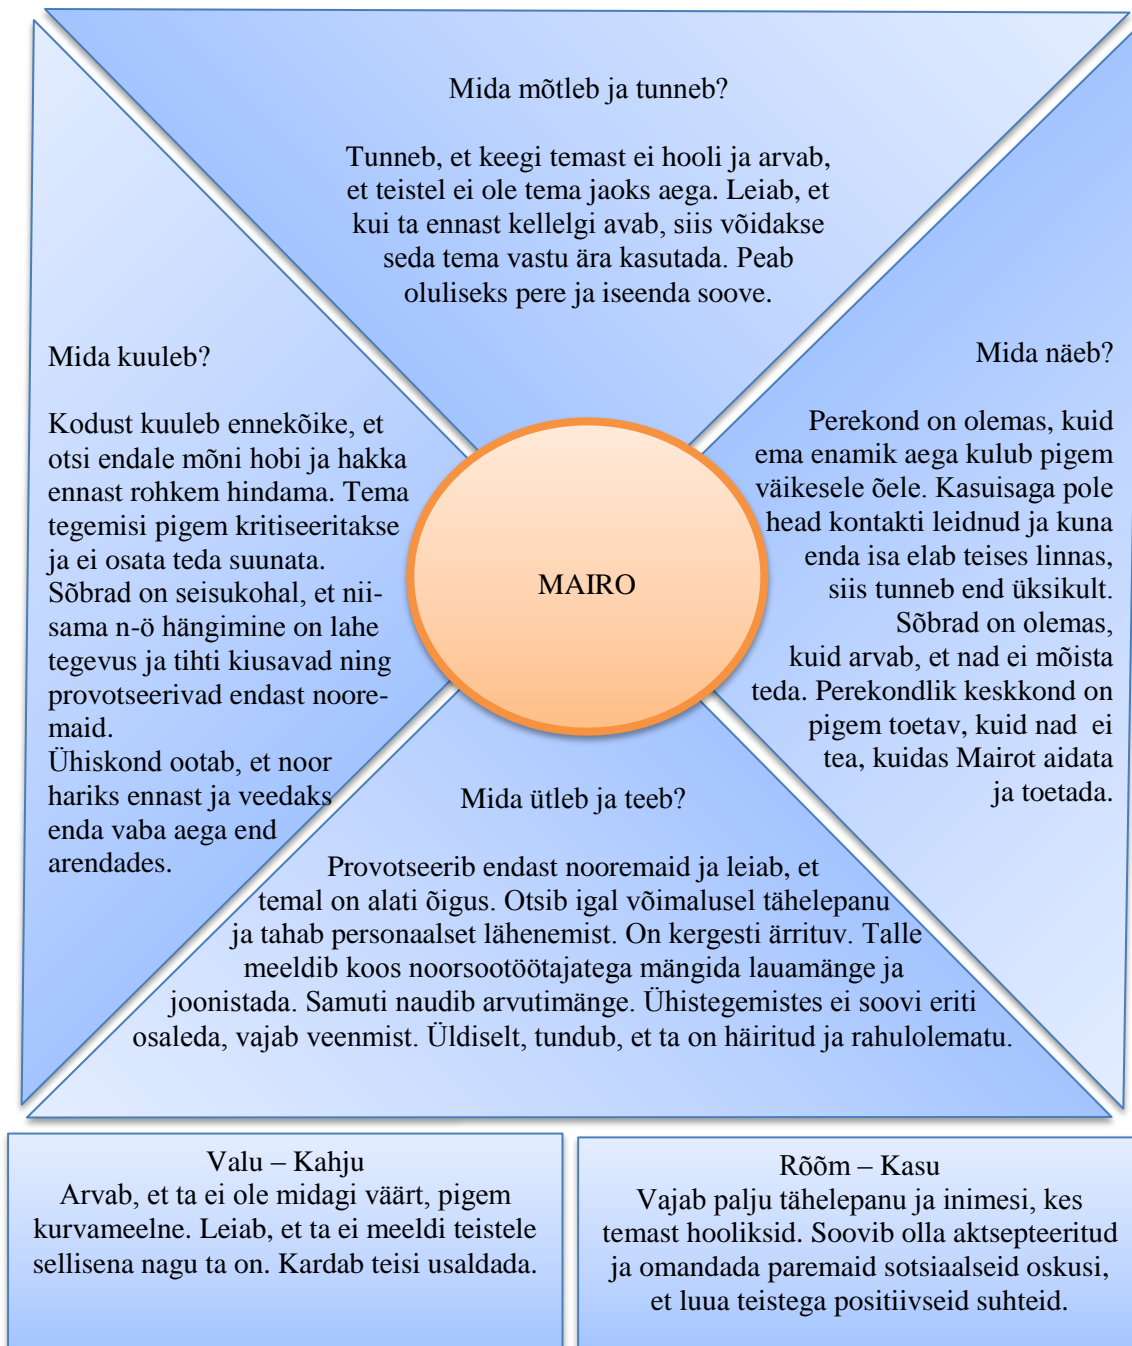 Mida mõtleb ja tunneb?
Tunneb, et keegi temast ei hooli ja arvab,
et teistel ei ole tema jaoks aega. Leiab, et
kui ta ennast kellelgi avab, siis võidakse
seda tema vastu ära kasutada. Peab
oluliseks pere ja iseenda soove.
Mida kuuleb?
Kodust kuuleb ennekõike, et
otsi endale mõni hobi ja hakka
ennast rohkem hindama. Tema
tegemisi pigem kritiseeritakse
ja ei osata teda suunata.
Sõbrad on seisukohal, et nii-
sama n-ö hängimine on lahe
tegevus ja tihti kiusavad ning
provotseerivad endast noore-
maid.
Ühiskond ootab, et noor
hariks ennast ja veedaks
enda vaba aega end
arendades.
MAIRO
Mida näeb?
Perekond on olemas, kuid
ema enamik aega kulub pigem
väikesele õele. Kasuisaga pole
head kontakti leidnud ja kuna
enda isa elab teises linnas,
siis tunneb end üksikult.
Sõbrad on olemas,
kuid arvab, et nad ei mõista
teda. Perekondlik keskkond on
pigem toetav, kuid nad  ei
tea, kuidas Mairot aidata
ja toetada.
Mida ütleb ja teeb?
Provotseerib endast nooremaid ja leiab, et
temal on alati õigus. Otsib igal võimalusel tähelepanu
ja tahab personaalset lähenemist. On kergesti ärrituv. Talle
meeldib koos noorsootöötajatega mängida lauamänge ja
joonistada. Samuti naudib arvutimänge. Ühistegemistes ei soovi eriti
osaleda, vajab veenmist. Üldiselt, tundub, et ta on häiritud ja rahulolematu.
Valu – Kahju
Arvab, et ta ei ole midagi väärt, pigem
kurvameelne. Leiab, et ta ei meeldi teistele
sellisena nagu ta on. Kardab teisi usaldada.
Rõõm – Kasu
Vajab palju tähelepanu ja inimesi, kes
temast hooliksid. Soovib olla aktsepteeritud
ja omandada paremaid sotsiaalseid oskusi,
et luua teistega positiivseid suhteid.